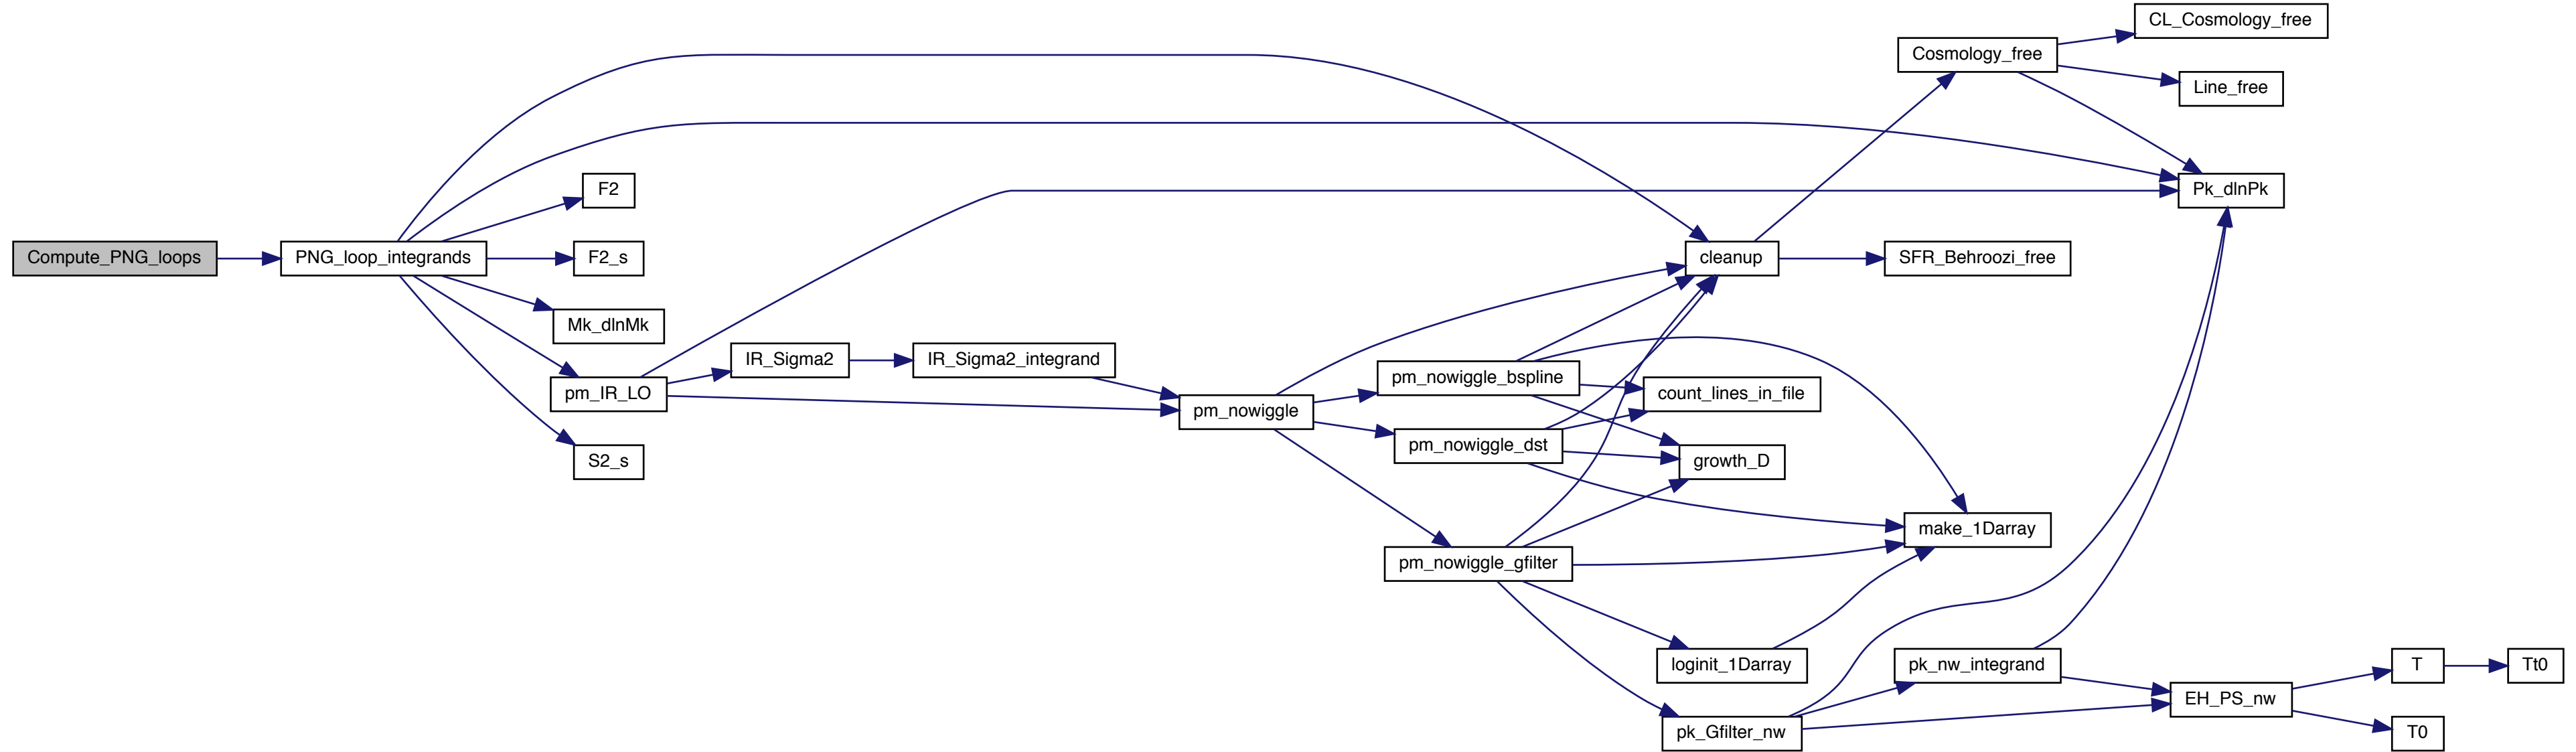 CL_Cosmology_free
Cosmology_free
Line_free
F2
Pk_dlnPk
Compute_PNG_loops
PNG_loop_integrands
F2_s
cleanup
SFR_Behroozi_free
Mk_dlnMk
IR_Sigma2
IR_Sigma2_integrand
pm_nowiggle_bspline
pm_IR_LO
count_lines_in_file
pm_nowiggle
pm_nowiggle_dst
S2_s
growth_D
make_1Darray
pm_nowiggle_gfilter
loginit_1Darray
pk_nw_integrand
T
Tt0
EH_PS_nw
pk_Gfilter_nw
T0